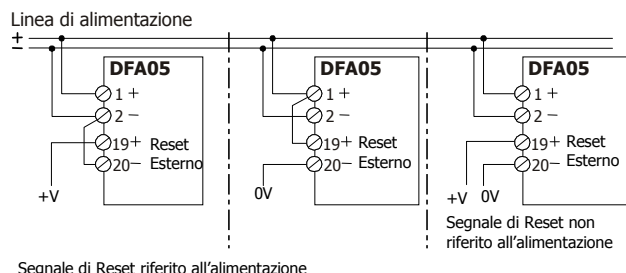 Linea di alimentazione
+
−
DFA05
1 +
2 −
19+ Reset
20− Esterno
+V
DFA05
1 +
2 −
19+ Reset
20− Esterno
0V
DFA05
1 +
2 −
19+ Reset
20− Esterno
+V 0V
Segnale di Reset non
riferito all’alimentazione
Segnale di Reset riferito all’alimentazione